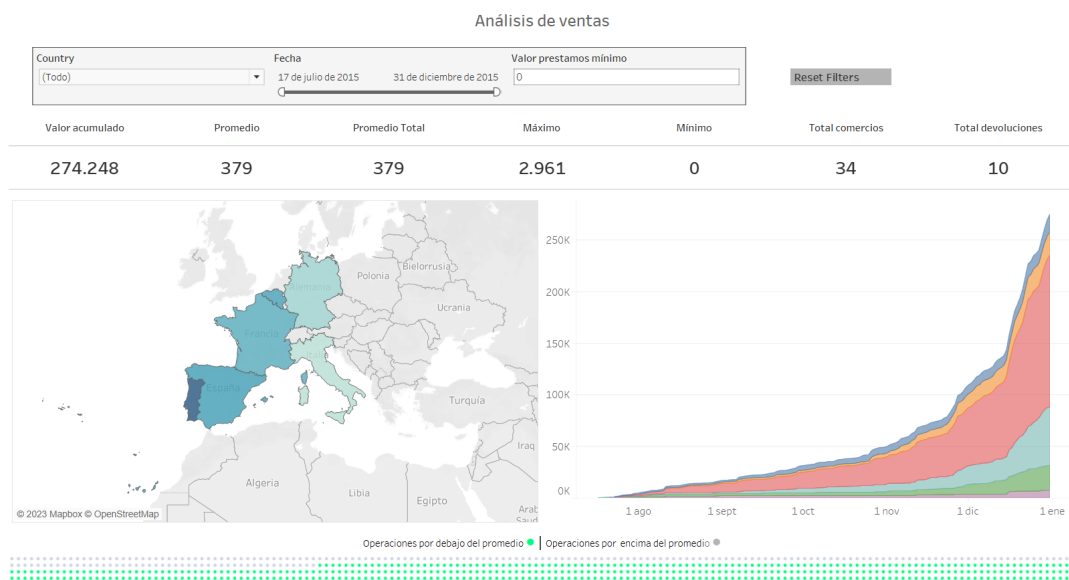 Análisis de ventas
Country
Fecha
Valor prestamos mínimo
(Todo)
17 de julio de 2015
31 de diciembre de 2015
0
Reset Filters
Valor acumulado
Promedio
Promedio Total
Máximo
Mínimo
Total comercios
Total devoluciones
274.248
379
379
2.961
0
34
10
Bielorrusia
Polonia
Alemania
Ucrania
Francia
España
Turquía
Iraq
Argelia
Libia
Egipto
Arab
Saud
© 2023 Mapbox © OpenStreetMap
250K
200K
150K
100K
50K
0K
1 ago
1 sept
1 oct
1 nov
1 dic
1 ene
Operaciones por debajo del promedio
Operaciones por encima del promedio